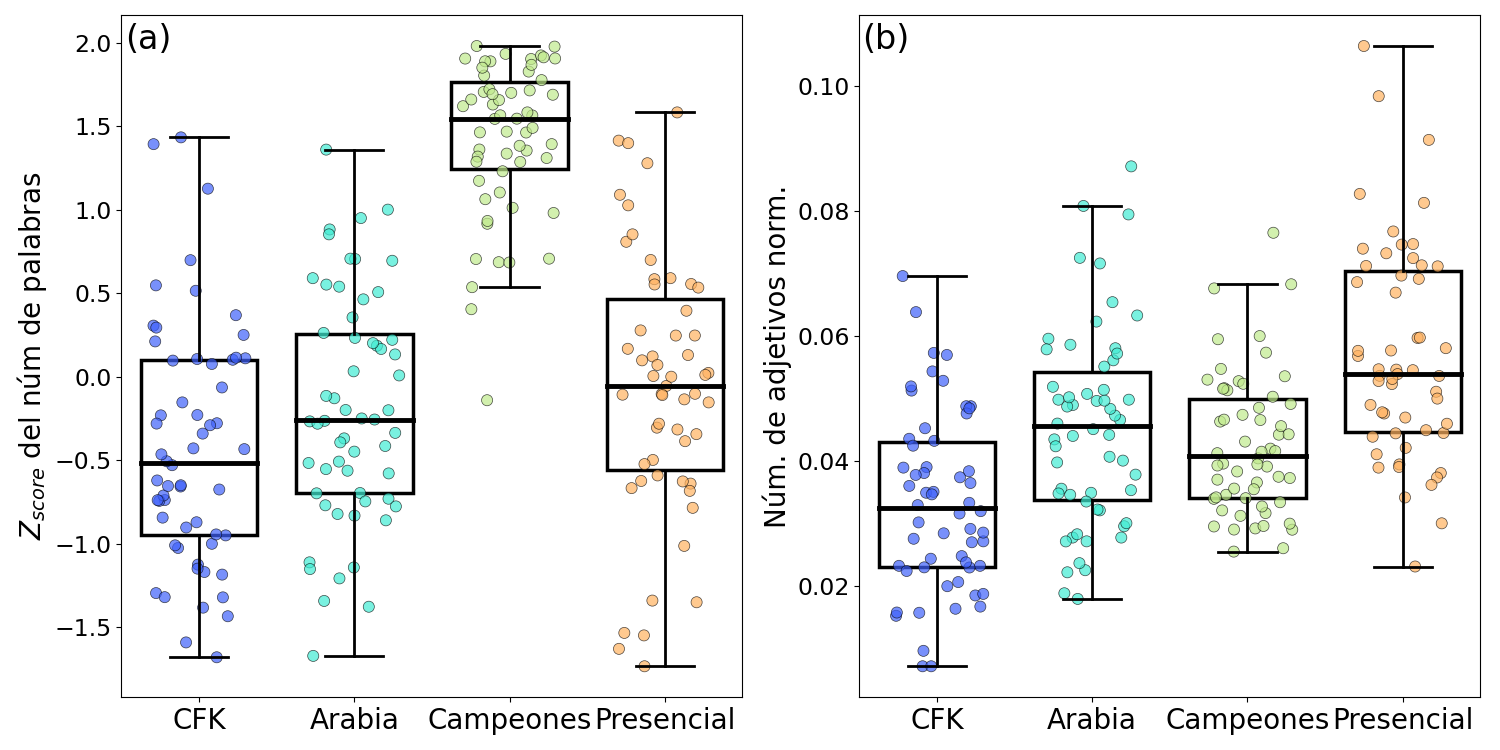 (a)
Zscore del núm de palabras
2.0
1.5
1.0
0.5
0.0
−0.5
−1.0
−1.5
CFK Arabia Campeones Presencial
(b)
Núm. de adjetivos norm.
0.10
0.08
0.06
0.04
0.02
CFK Arabia Campeones Presencial